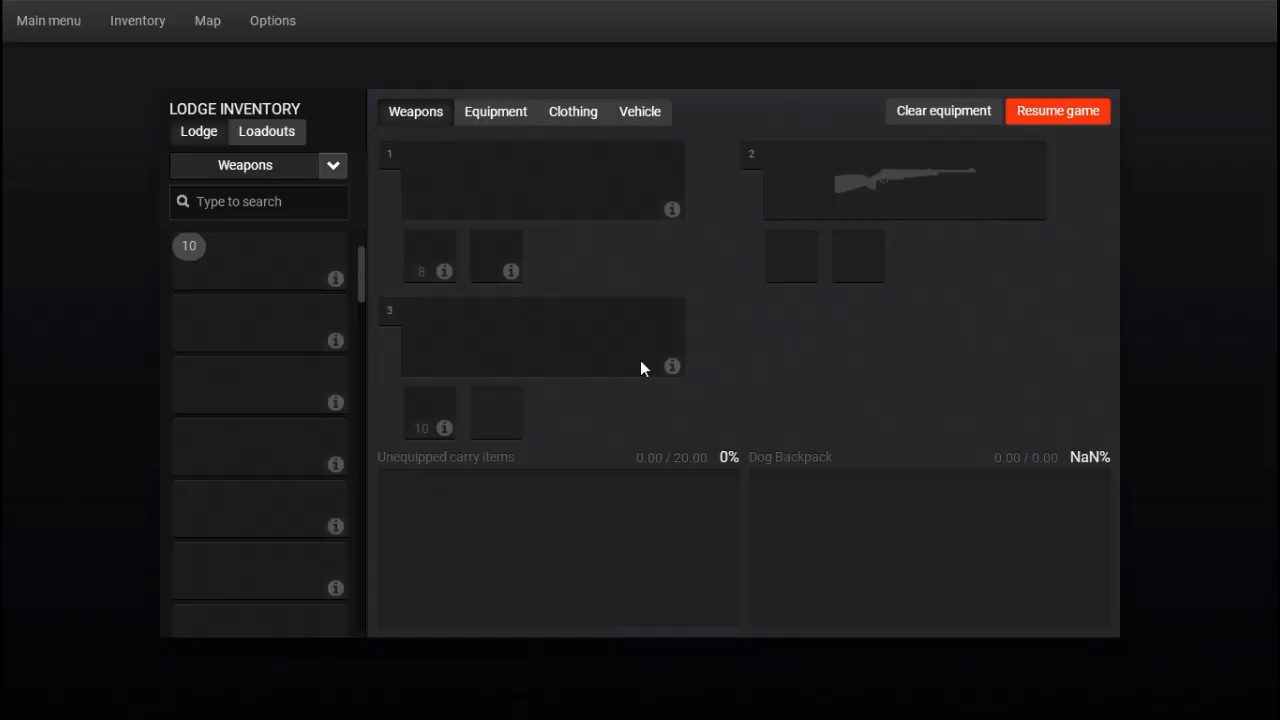 Main menu Inventory Map Options
LODGE INVENTORY
Lodge Loadouts
Weapons
Type to search
10
Weapons Equipment Clothing Vehicle
Clear equipment Resume game
1
8
2
3
10
Unequipped carry items 0.00 / 20.00 0%
Dog Backpack 0.00 / 0.00 NaN%